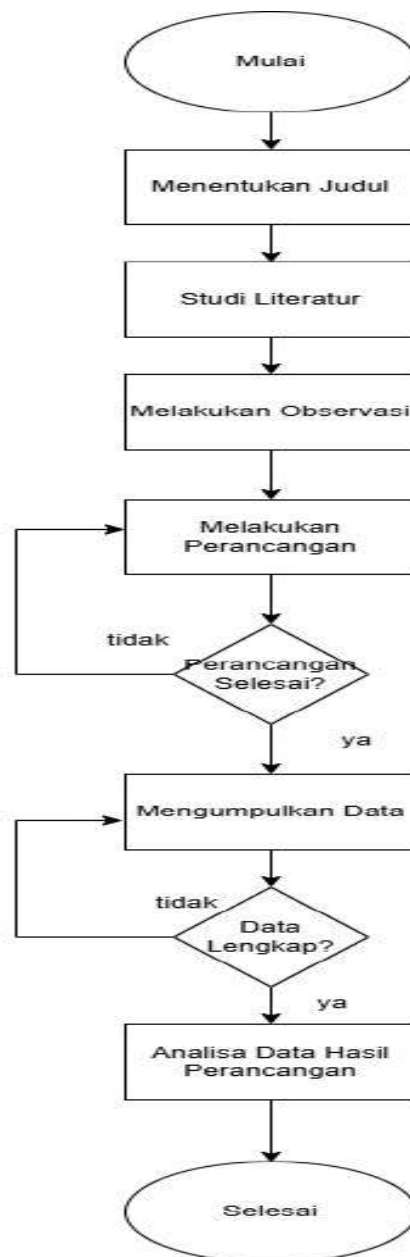 Mulai
Menentukan Judul
Studi Literatur
Melakukan Observasi
Melakukan
Perancangan
tidak
Perancangan
Selesai?
ya
Mengumpulkan Data
tidak
Data
Lengkap?
ya
Analisa Data Hasil
Perancangan
Selesai